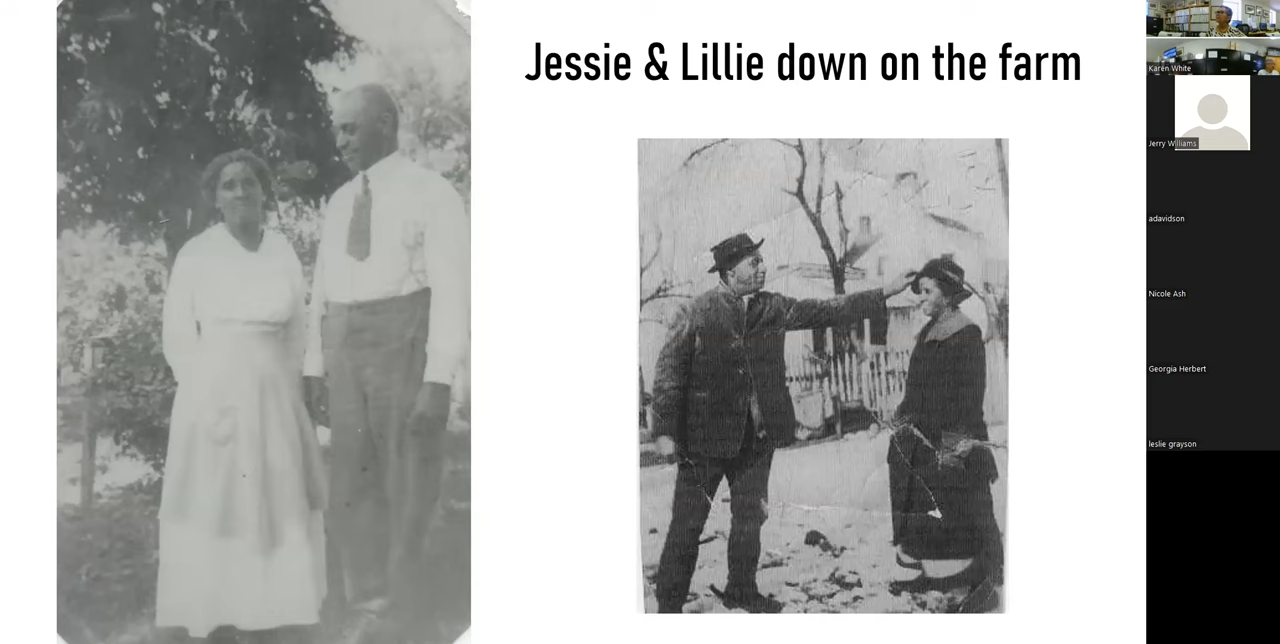 Jessie & Lillie down on the farm
Karen White
Jerry Williams
adavidson
Nicole Ash
Georgia Herbert
leslie grayson